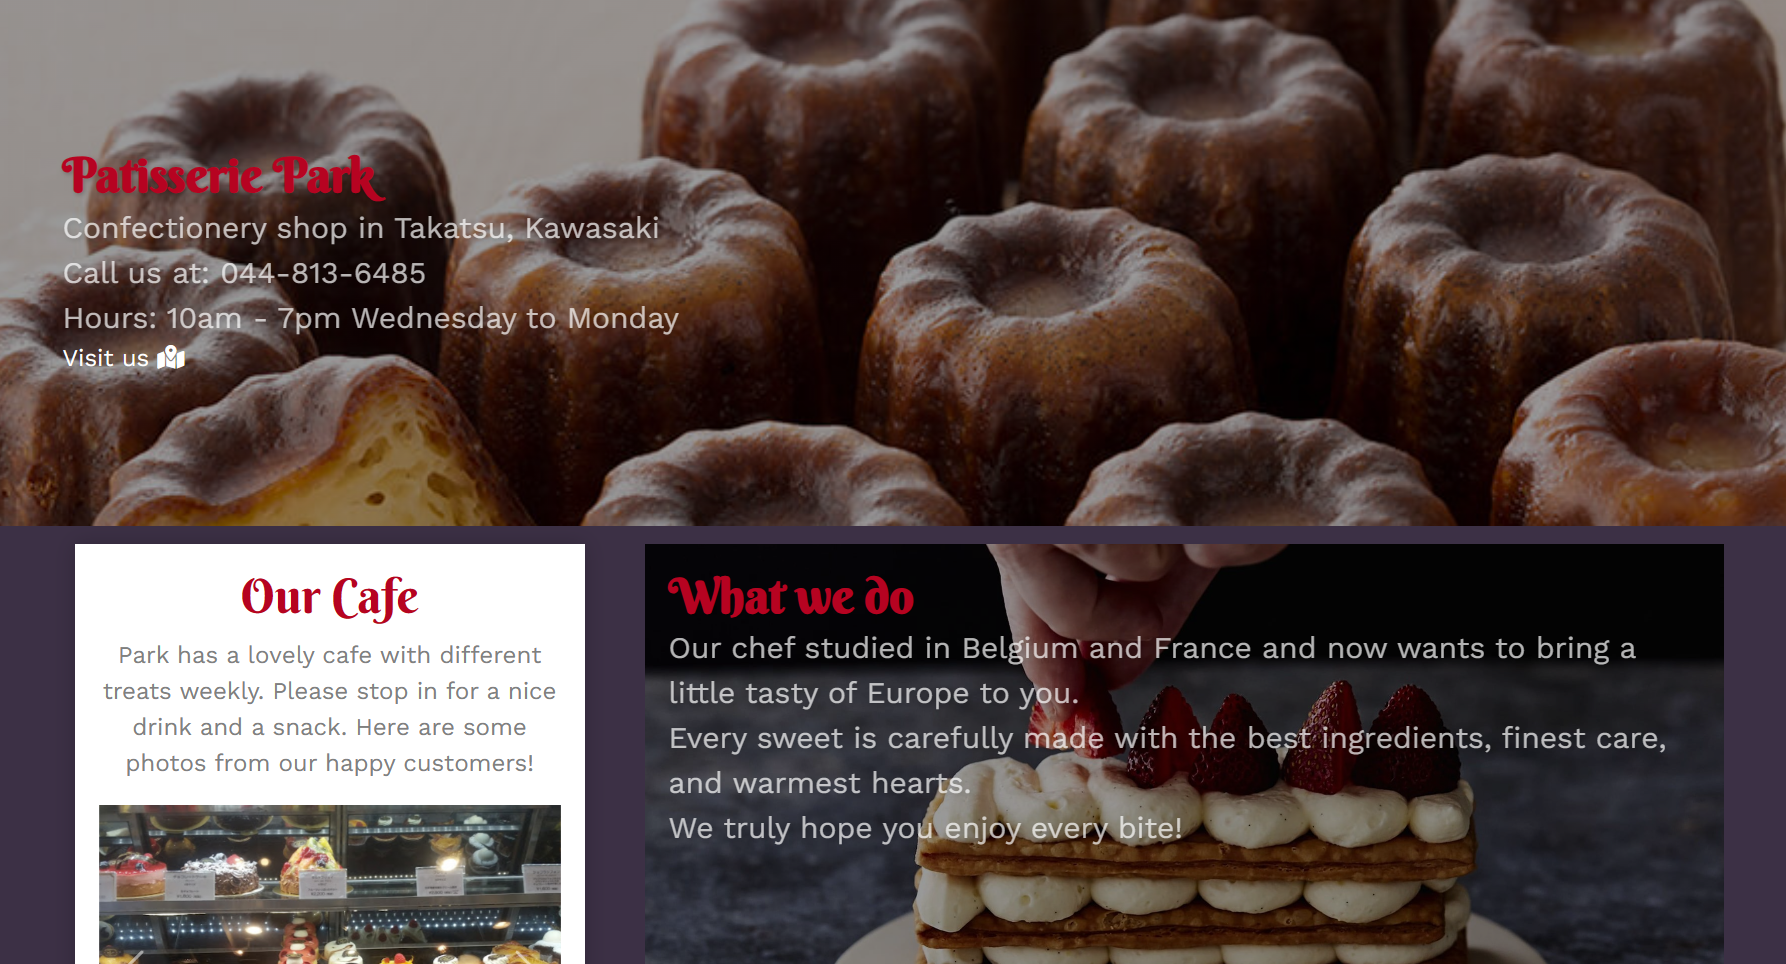 Patisserie Park
Confectionery shop in Takatsu, Kawasaki
Call us at: 044-813-6485
Hours: 10am - 7pm Wednesday to Monday
Visit us
Our Cafe
Park has a lovely cafe with different
treats weekly. Please stop in for a nice
drink and a snack. Here are some
photos from our happy customers!
What we do
Our chef studied in Belgium and France and now wants to bring a
little tasty of Europe to you.
Every sweet is carefully made with the best ingredients, finest care,
and warmest hearts.
We truly hope you enjoy every bite!